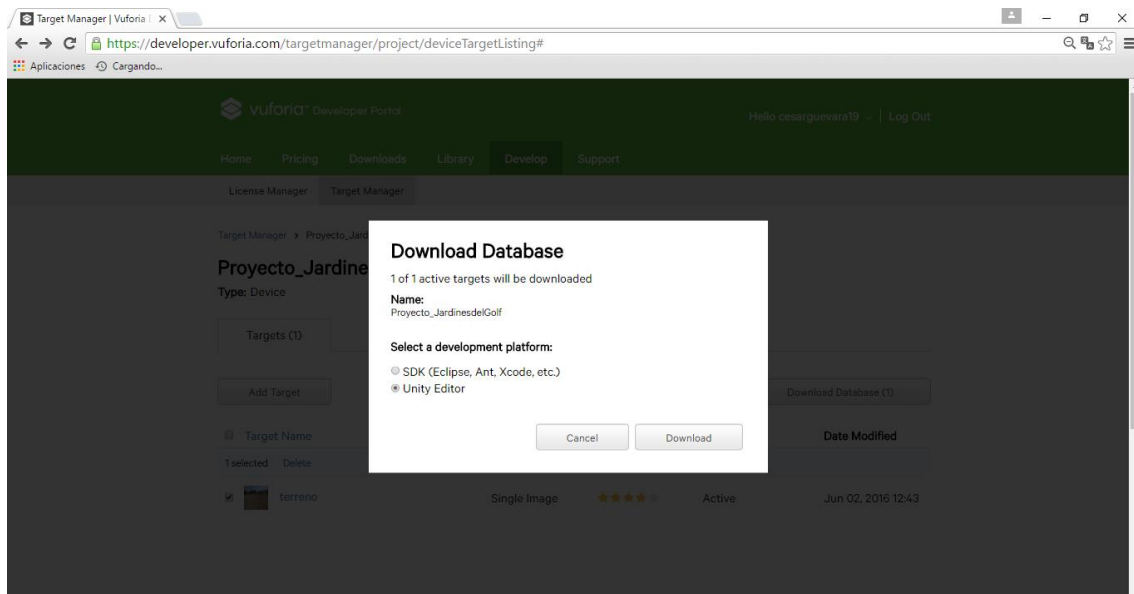 Target Manager | Vuforia
https://developer.vuforia.com/targetmanager/project/deviceTargetListing#
Aplicaciones Cargando...
vuforia™ Developer Portal
Hello cesarguevara19 | Log Out
Home Pricing Downloads Library Develop Support
License Manager Target Manager
Target Manager > Proyecto_Jard
Proyecto_Jardine
Type: Device
Targets (1)
Add Target
Download Database (1)
Target Name
Date Modified
1 selected Delete
terreno Single Image Active Jun 02, 2016 12:43
Download Database
1 of 1 active targets will be downloaded
Name:
Proyecto_JardinesdelGolf
Select a development platform:
SDK (Eclipse, Ant, Xcode, etc.)
Unity Editor
Cancel Download